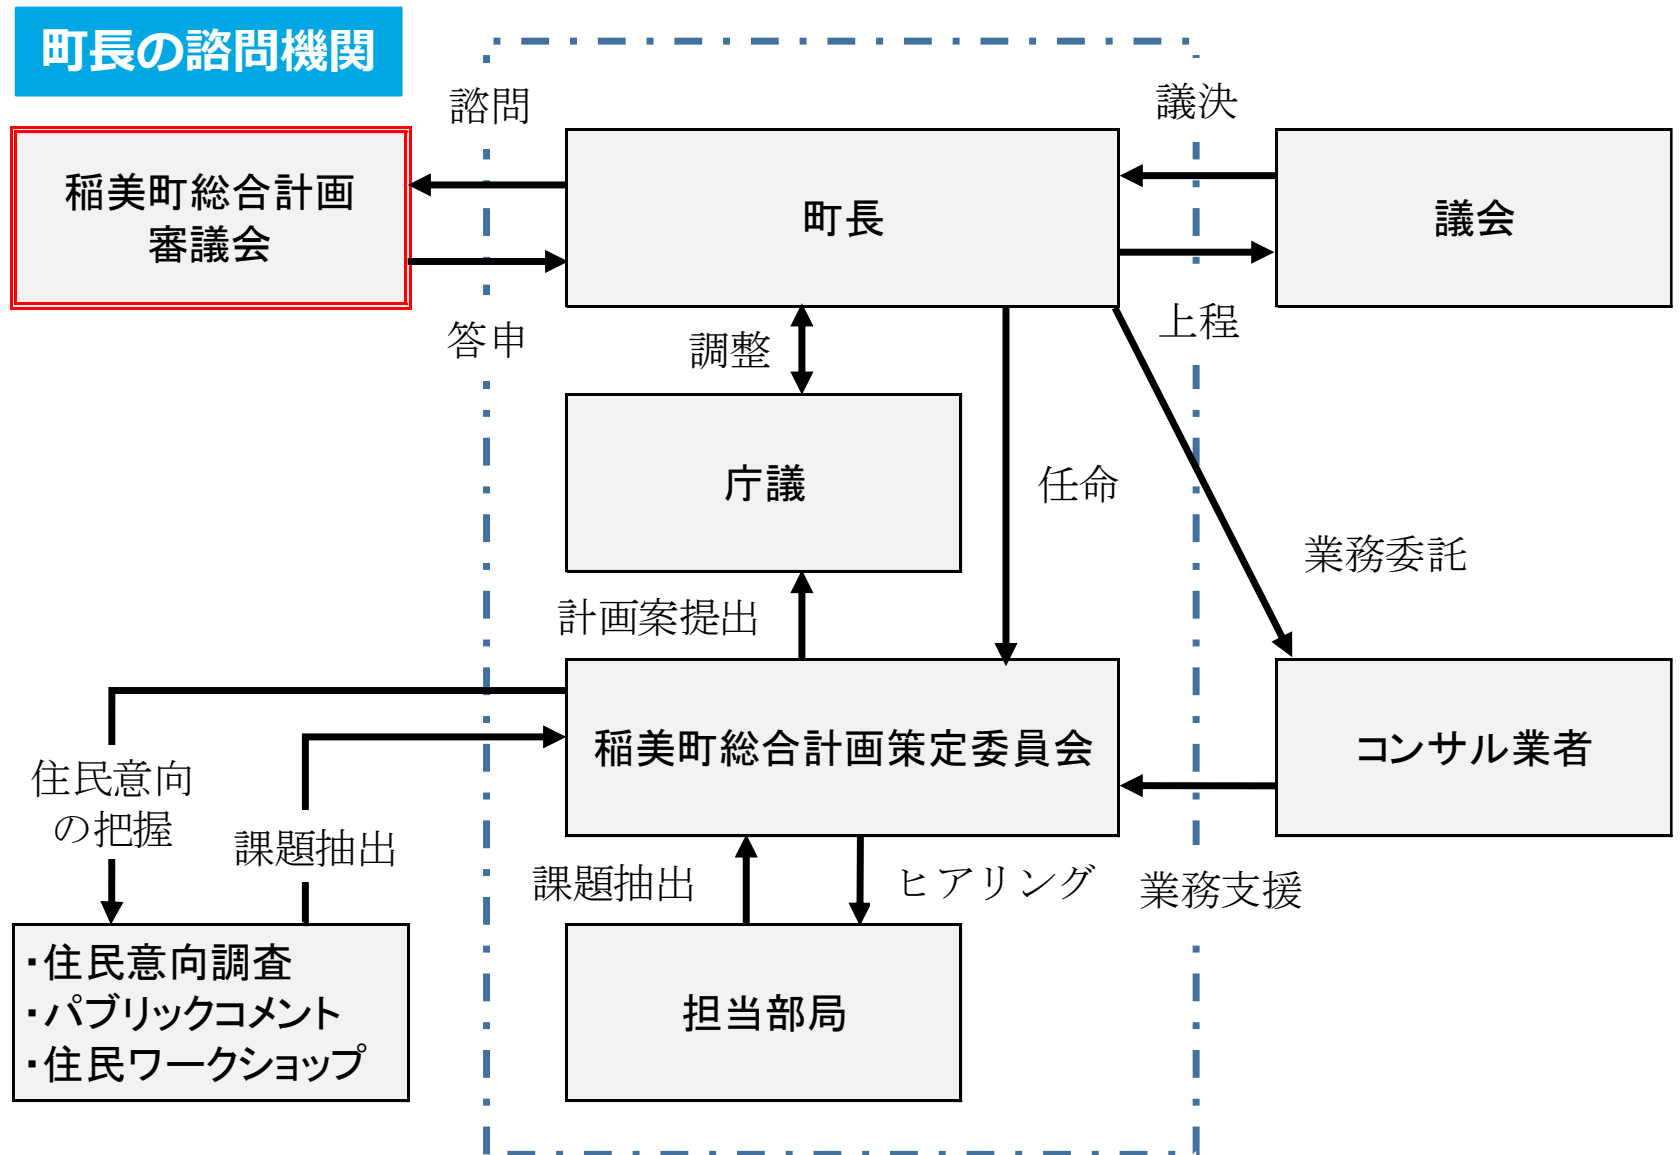 町長の諮問機関
諮問
議決
稲美町総合計画
審議会
町長
議会
答申
調整
上程
庁議
任命
業務委託
計画案提出
稲美町総合計画策定委員会
コンサル業者
住民意向
の把握
課題抽出
課題抽出
ヒアリング
業務支援
・住民意向調査
・パブリックコメント
・住民ワークショップ
担当部局